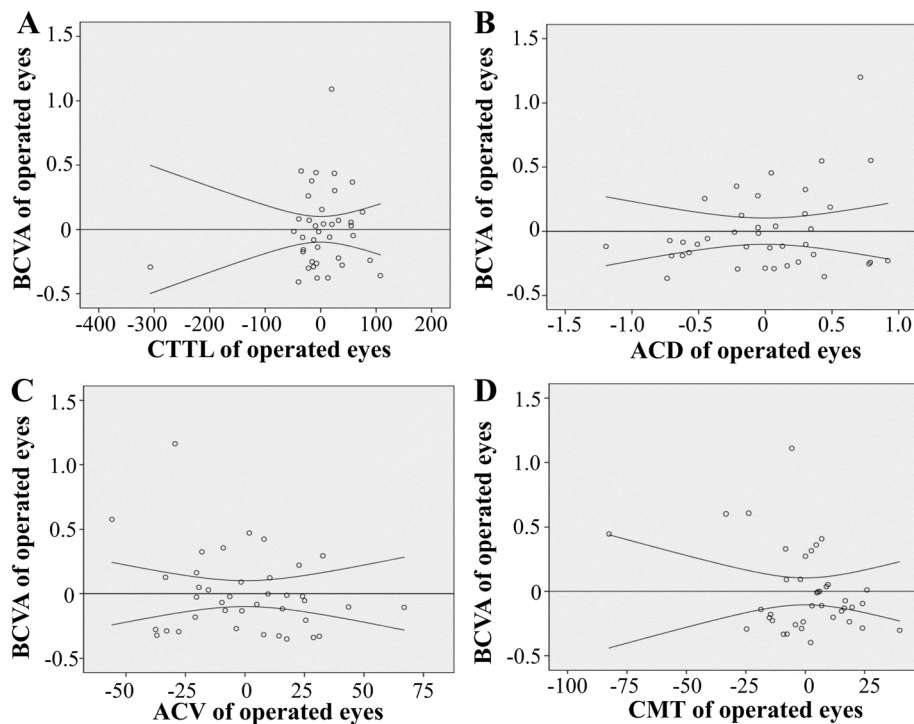 A
BCVA of operated eyes
1.5
1.0
0.5
0
-0.5
-400 -300 -200 -100 0 100 200
CTTL of operated eyes
B
BCVA of operated eyes
1.5
1.0
0.5
0
-0.5
-1.5 -1.0 -0.5 0 0.5 1.0
ACD of operated eyes
C
BCVA of operated eyes
1.5
1.0
0.5
0
-0.5
-50 -25 0 25 50 75
ACV of operated eyes
D
BCVA of operated eyes
1.5
1.0
0.5
0
-0.5
-100 -75 -50 -25 0 25
CMT of operated eyes